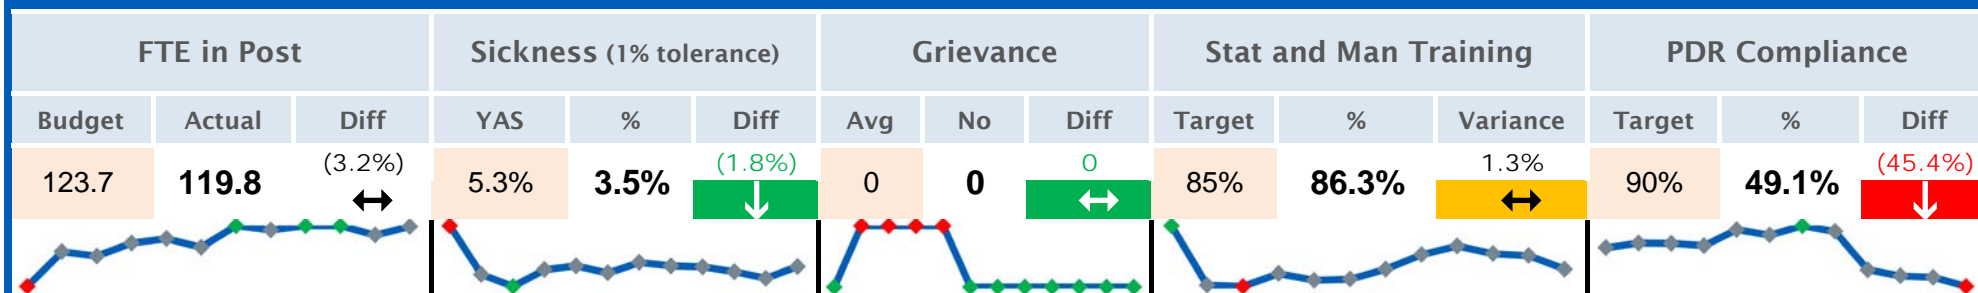 FTE in Post Sickness (1% tolerance) Grievance Stat and Man Training PDR Compliance
Budget Actual Diff YAS % Diff Avg No Diff Target % Variance Target % Diff
123.7 119.8 (3.2%) 5.3% 3.5% (1.8%) 0 0 0 85% 86.3% 1.3% 90% 49.1% (45.4%)